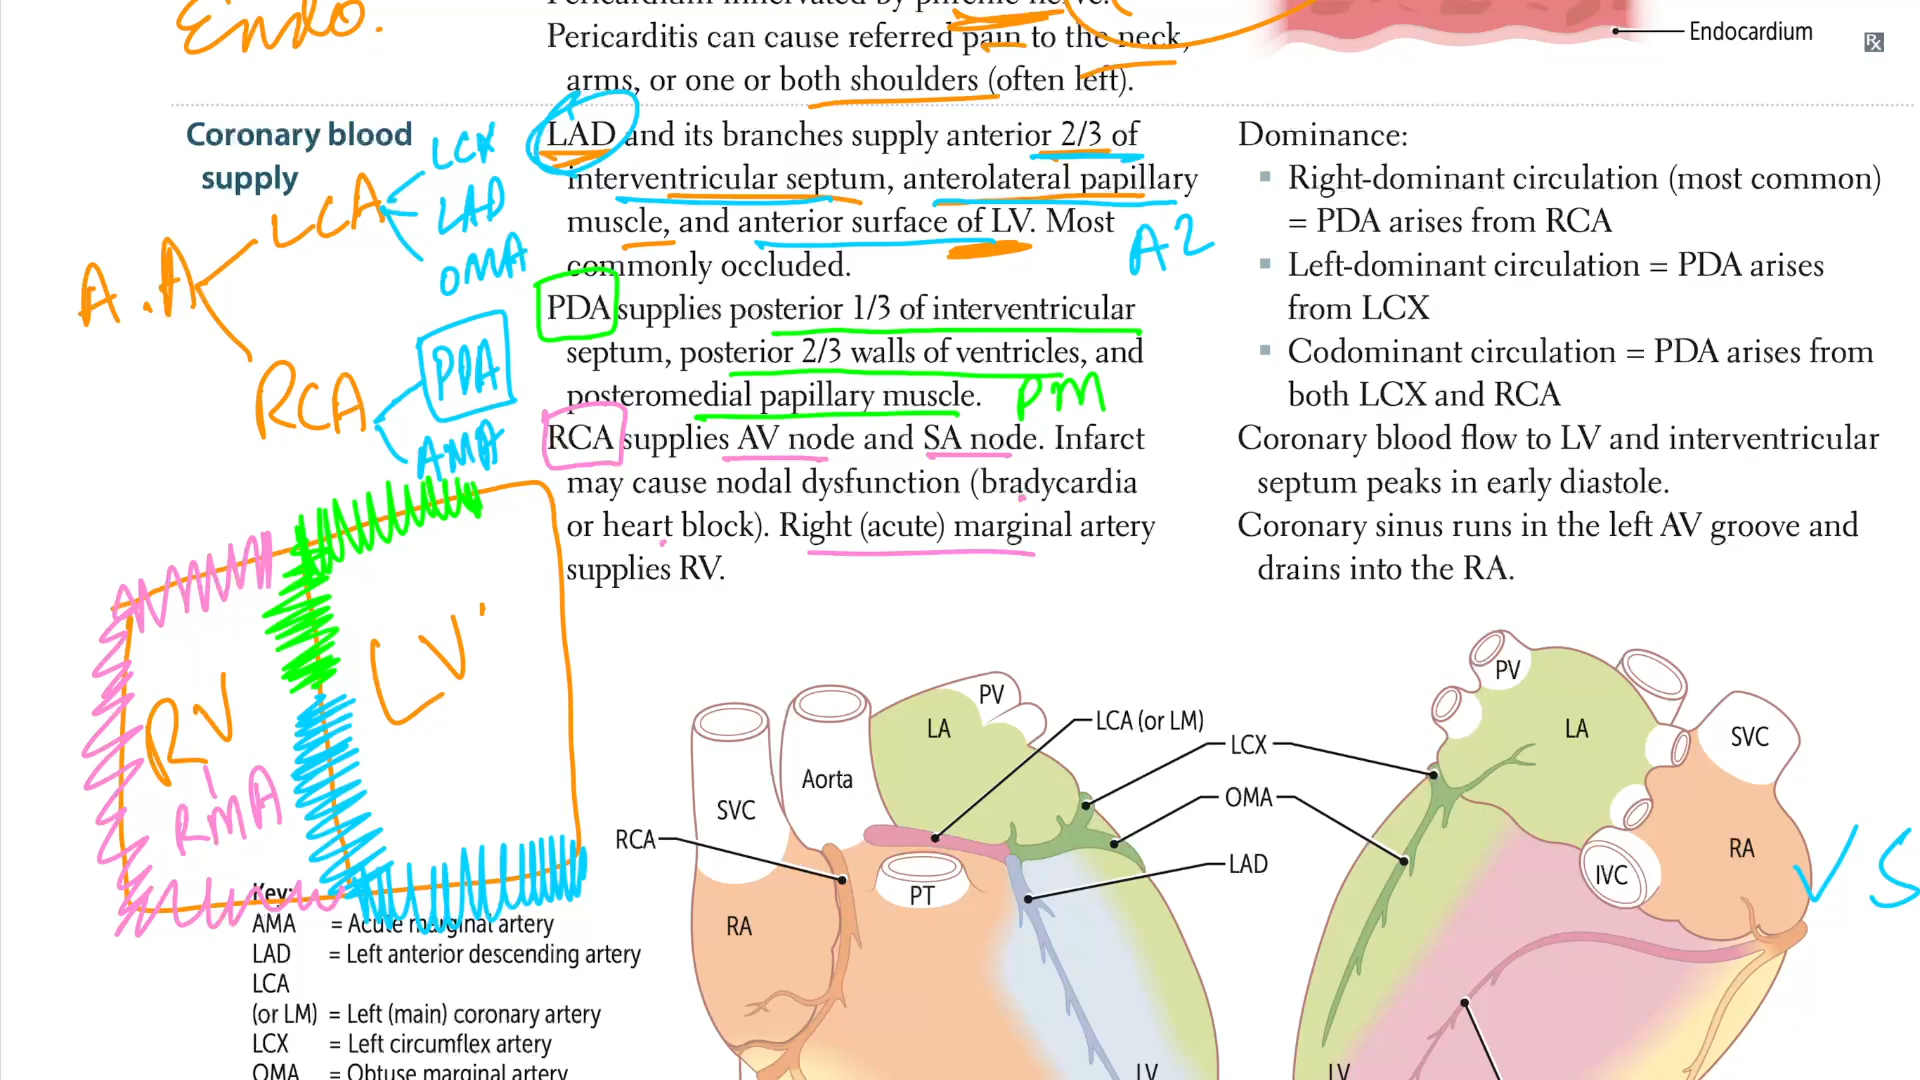 Endo.
Pericardium innervated by phrenic nerve.
Pericarditis can cause referred pain to the neck,
arms, or one or both shoulders (often left).
Endocardium
Rx
Coronary blood
supply
LAD and its branches supply anterior 2/3 of
interventricular septum, anterolateral papillary
muscle, and anterior surface of LV. Most
commonly occluded.
PDA supplies posterior 1/3 of interventricular
septum, posterior 2/3 walls of ventricles, and
posteromedial papillary muscle.
RCA supplies AV node and SA node. Infarct
may cause nodal dysfunction (bradycardia
or heart block). Right (acute) marginal artery
supplies RV.
Dominance:
Right-dominant circulation (most common)
= PDA arises from RCA
Left-dominant circulation = PDA arises
from LCX
Codominant circulation = PDA arises from
both LCX and RCA
Coronary blood flow to LV and interventricular
septum peaks in early diastole.
Coronary sinus runs in the left AV groove and
drains into the RA.
A.A
LCA
LCX
LAD
OMA
RCA
PDA
AMA
A2
PM
RV
LV
RMA
VS
Key:
AMA = Acute marginal artery
LAD = Left anterior descending artery
LCA
(or LM) = Left (main) coronary artery
LCX = Left circumflex artery
OMA = Obtuse marginal artery
PV
LA
LCA (or LM)
LCX
Aorta
SVC
OMA
RCA
LAD
PT
RA
LV
PV
LA
SVC
RA
IVC
LV